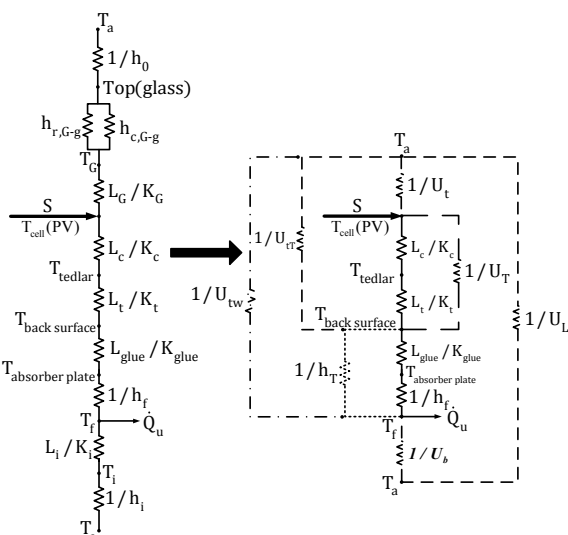 T_a
1/h_0
Top(glass)
h_r,G-g
h_c,G-g
T_G
L_G/K_G
S
T_cell(PV)
L_c/K_c
T_tedlar
L_t/K_t
T_back surface
L_glue/K_glue
T_absorber plate
1/h_f
T_f
Q̇_u
L_i/K_i
T_i
1/h_i
T_a
1/U_t
S
T_cell(PV)
1/U_tT
L_c/K_c
1/U_T
T_tedlar
1/U_tw
L_t/K_t
1/U_L
T_back surface
L_glue/K_glue
1/h_T
T_absorber plate
1/h_f
T_f
Q̇_u
1/U_b
T_a